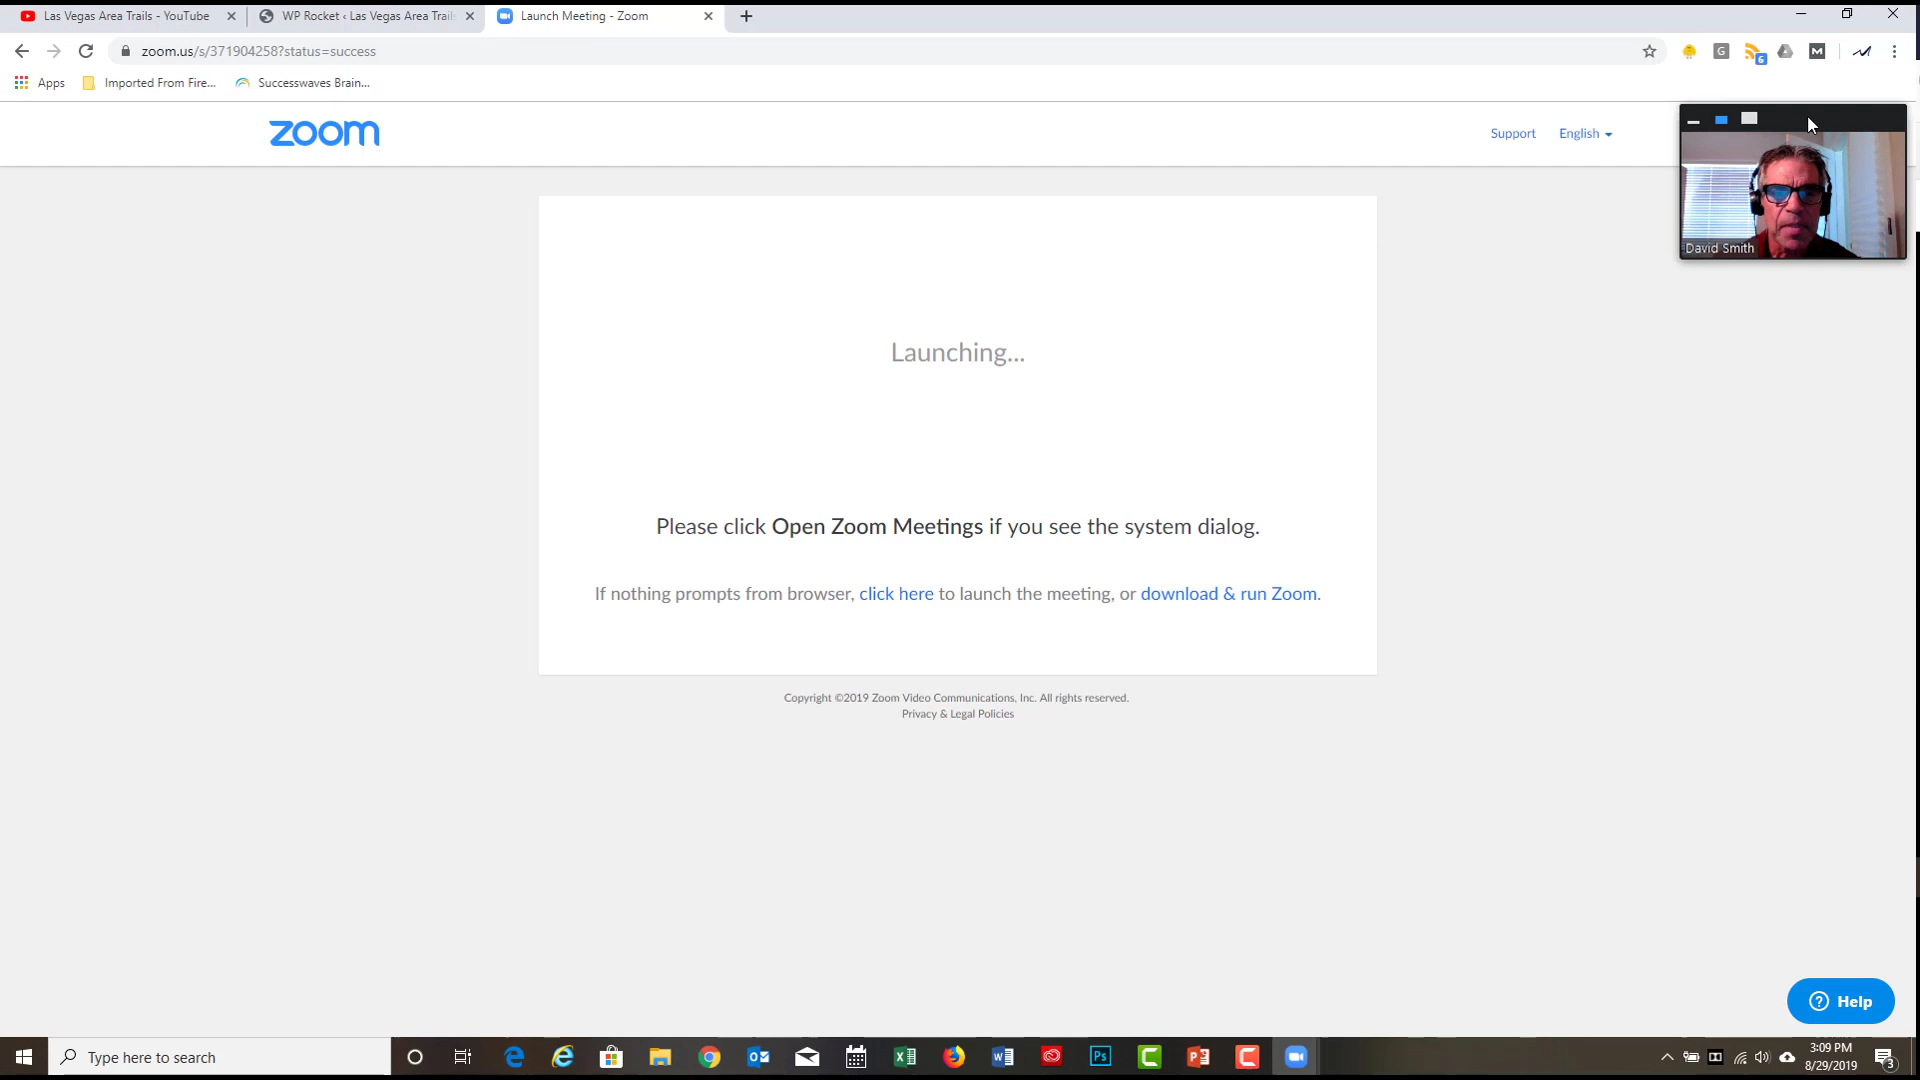 Las Vegas Area Trails - YouTube
WP Rocket ‹ Las Vegas Area Trail
Launch Meeting - Zoom
zoom.us/s/371904258?status=success
G
6
M
Apps
Imported From Fire...
Successwaves Brain...
zoom
Support
English
David Smith
Launching...
Please click Open Zoom Meetings if you see the system dialog.
If nothing prompts from browser, click here to launch the meeting, or download & run Zoom.
Copyright ©2019 Zoom Video Communications, Inc. All rights reserved.
Privacy & Legal Policies
? Help
Type here to search
Ps
3:09 PM
8/29/2019
3